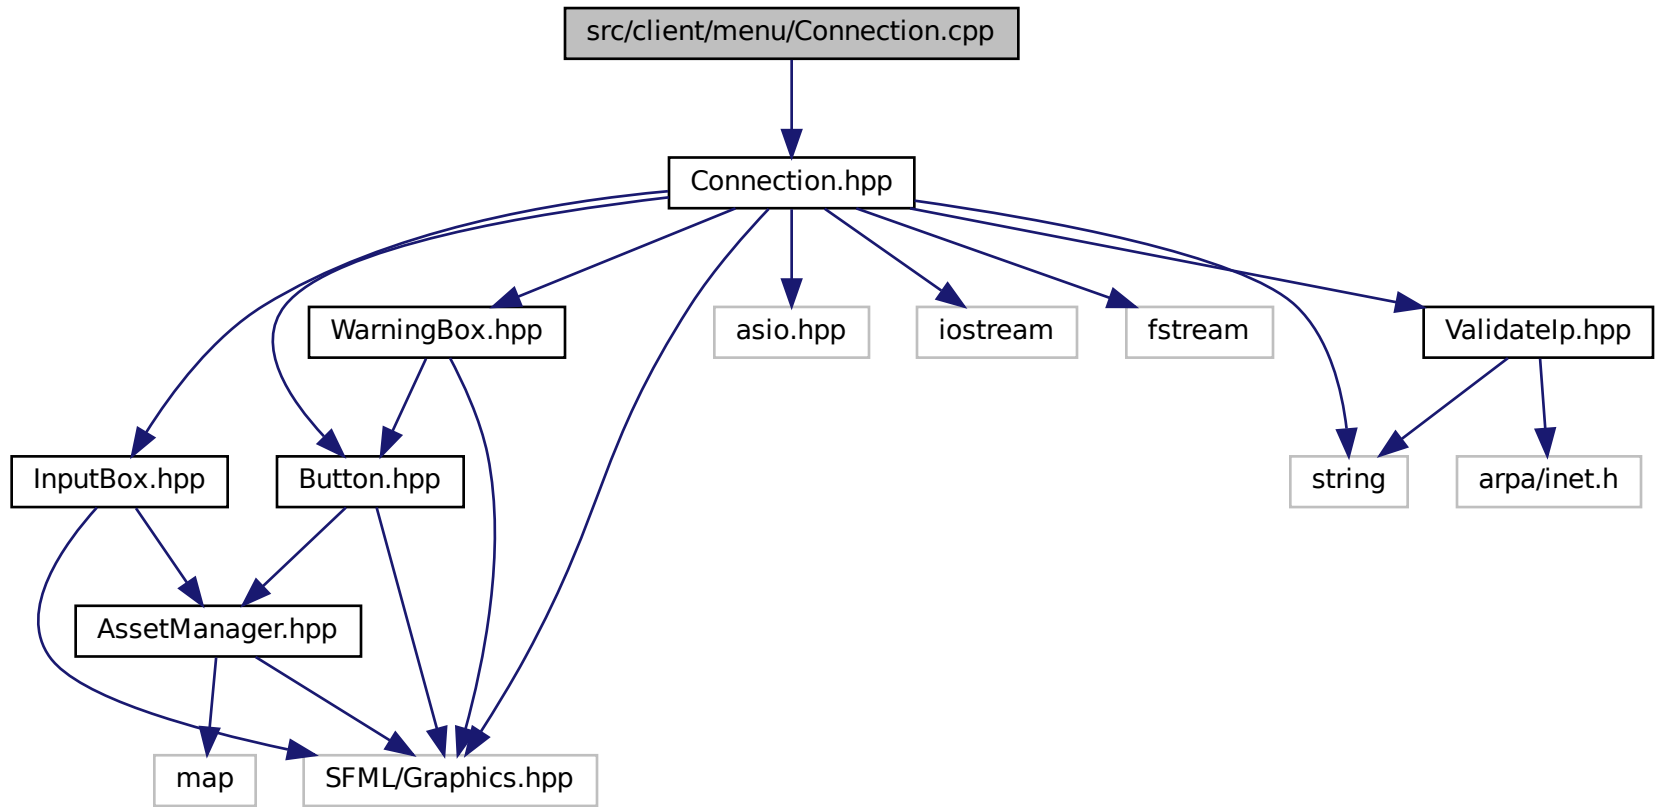 src/client/menu/Connection.cpp
Connection.hpp
WarningBox.hpp
asio.hpp
iostream
fstream
ValidateIp.hpp
InputBox.hpp
Button.hpp
string
arpa/inet.h
AssetManager.hpp
map
SFML/Graphics.hpp